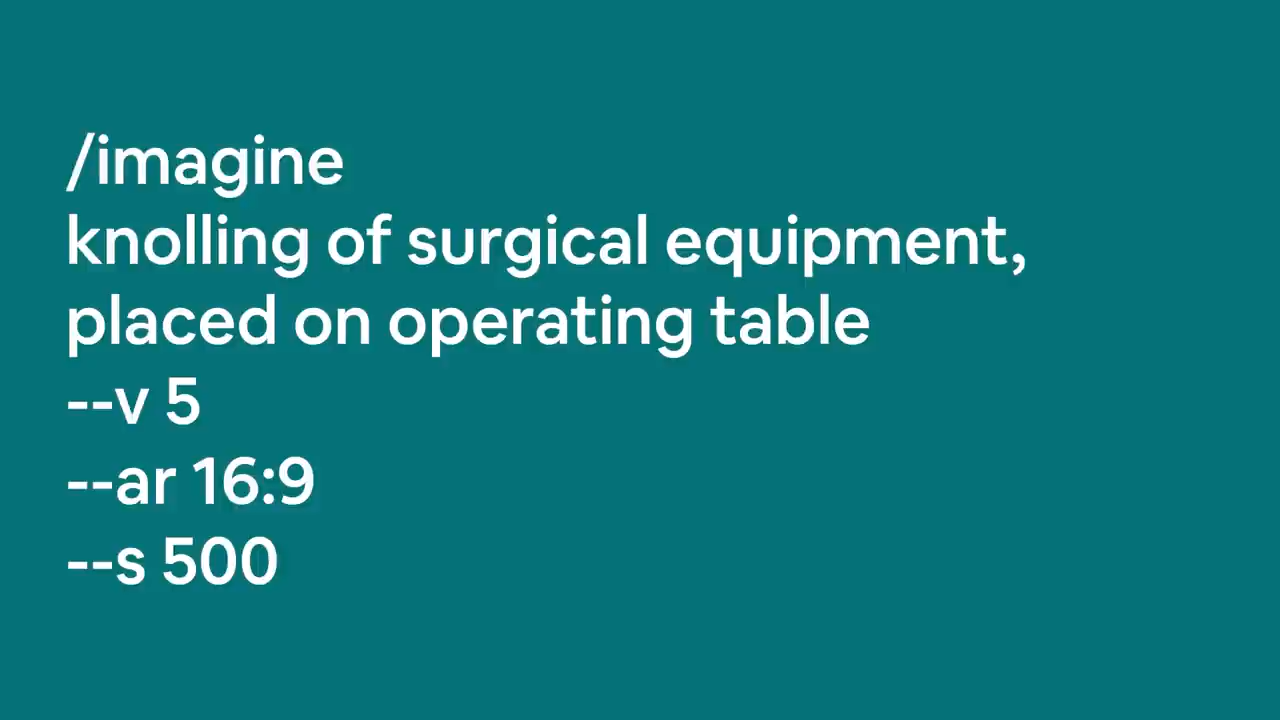 /imagine
knolling of surgical equipment,
placed on operating table
--v 5
--ar 16:9
--s 500